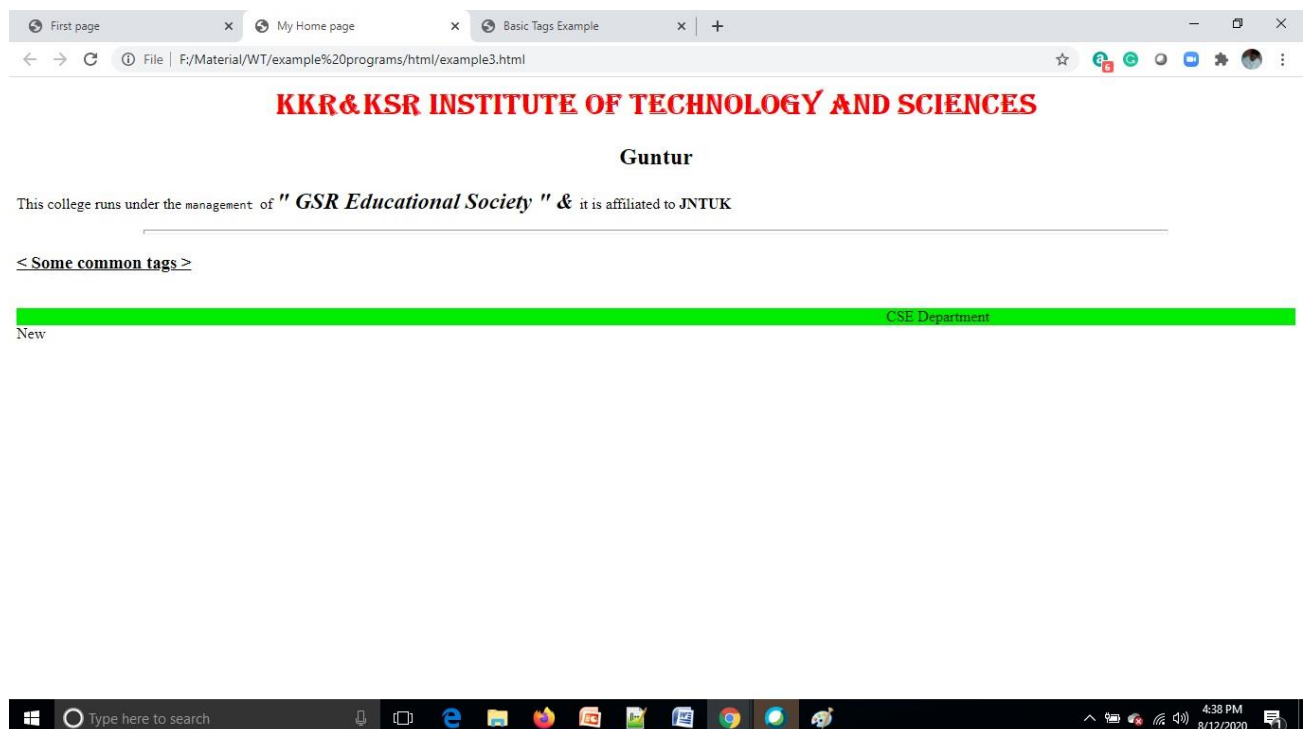 First page
My Home page
Basic Tags Example
File | F:/Material/WT/example%20programs/html/example3.html
KKR&KSR INSTITUTE OF TECHNOLOGY AND SCIENCES
Guntur
This college runs under the management of " GSR Educational Society " & it is affiliated to JNTUK
< Some common tags >
CSE Department
New
Type here to search
4:38 PM
8/12/2020